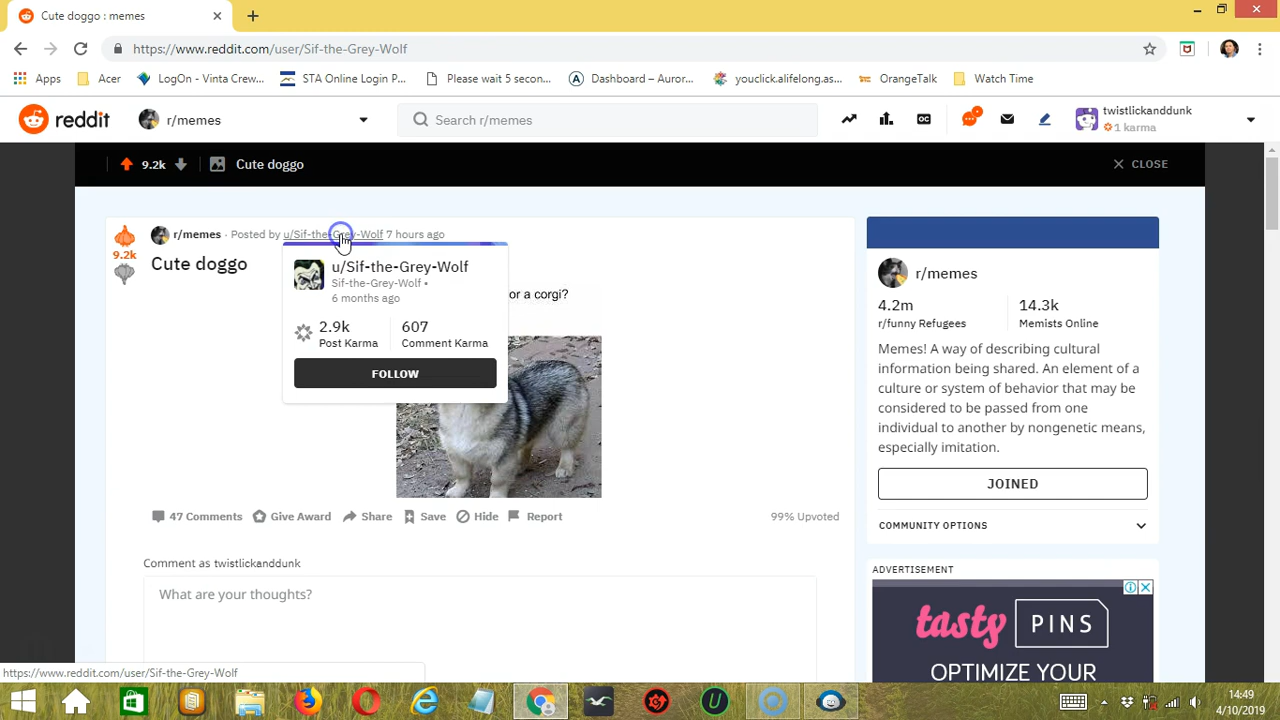 Cute doggo : memes
https://www.reddit.com/user/Sif-the-Grey-Wolf
Apps Acer LogOn - Vinta Crew... STA Online Login P... Please wait 5 secon... Dashboard – Auror... youclick.alifelong.as... OrangeTalk Watch Time
reddit r/memes Search r/memes twistlickanddunk
1 karma
9.2k Cute doggo CLOSE
r/memes · Posted by u/Sif-the-Grey-Wolf 7 hours ago
9.2k
Cute doggo
u/Sif-the-Grey-Wolf
Sif-the-Grey-Wolf •
6 months ago
2.9k 607
Post Karma Comment Karma
FOLLOW
or a corgi?
47 Comments Give Award Share Save Hide Report 99% Upvoted
Comment as twistlickanddunk
What are your thoughts?
r/memes
4.2m 14.3k
r/funny Refugees Memists Online
Memes! A way of describing cultural
information being shared. An element of a
culture or system of behavior that may be
considered to be passed from one
individual to another by nongenetic means,
especially imitation.
JOINED
COMMUNITY OPTIONS
ADVERTISEMENT
tasty PINS
OPTIMIZE YOUR
https://www.reddit.com/user/Sif-the-Grey-Wolf
14:49
4/10/2019